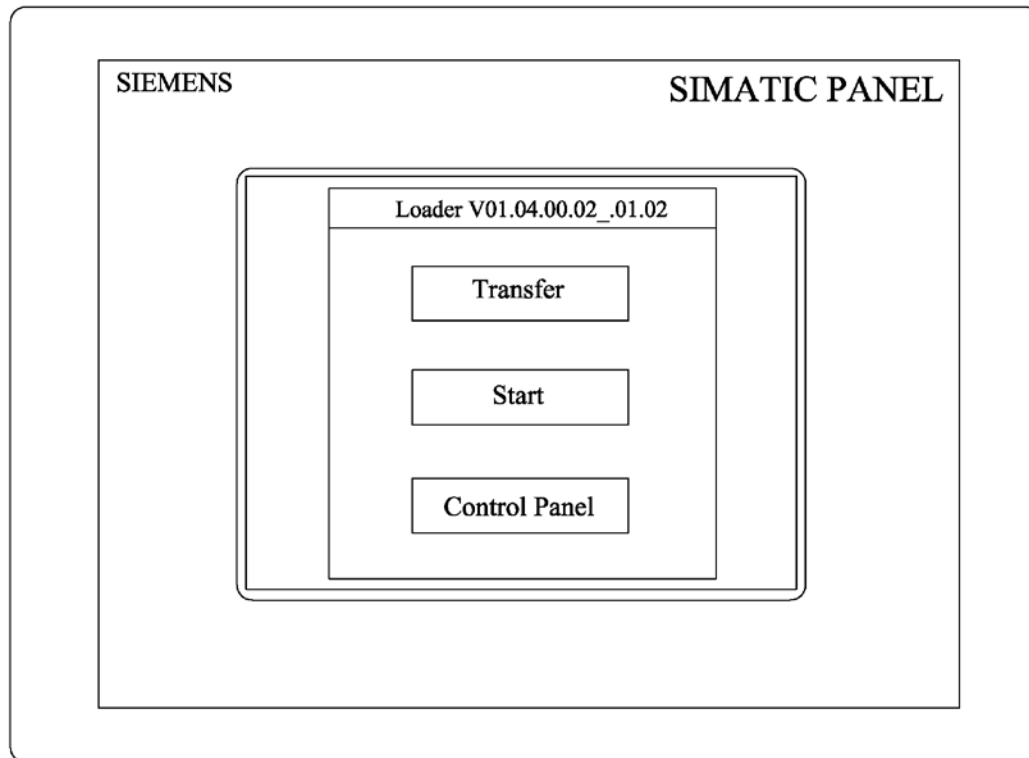 SIEMENS
SIMATIC PANEL
Loader V01.04.00.02_.01.02
Transfer
Start
Control Panel